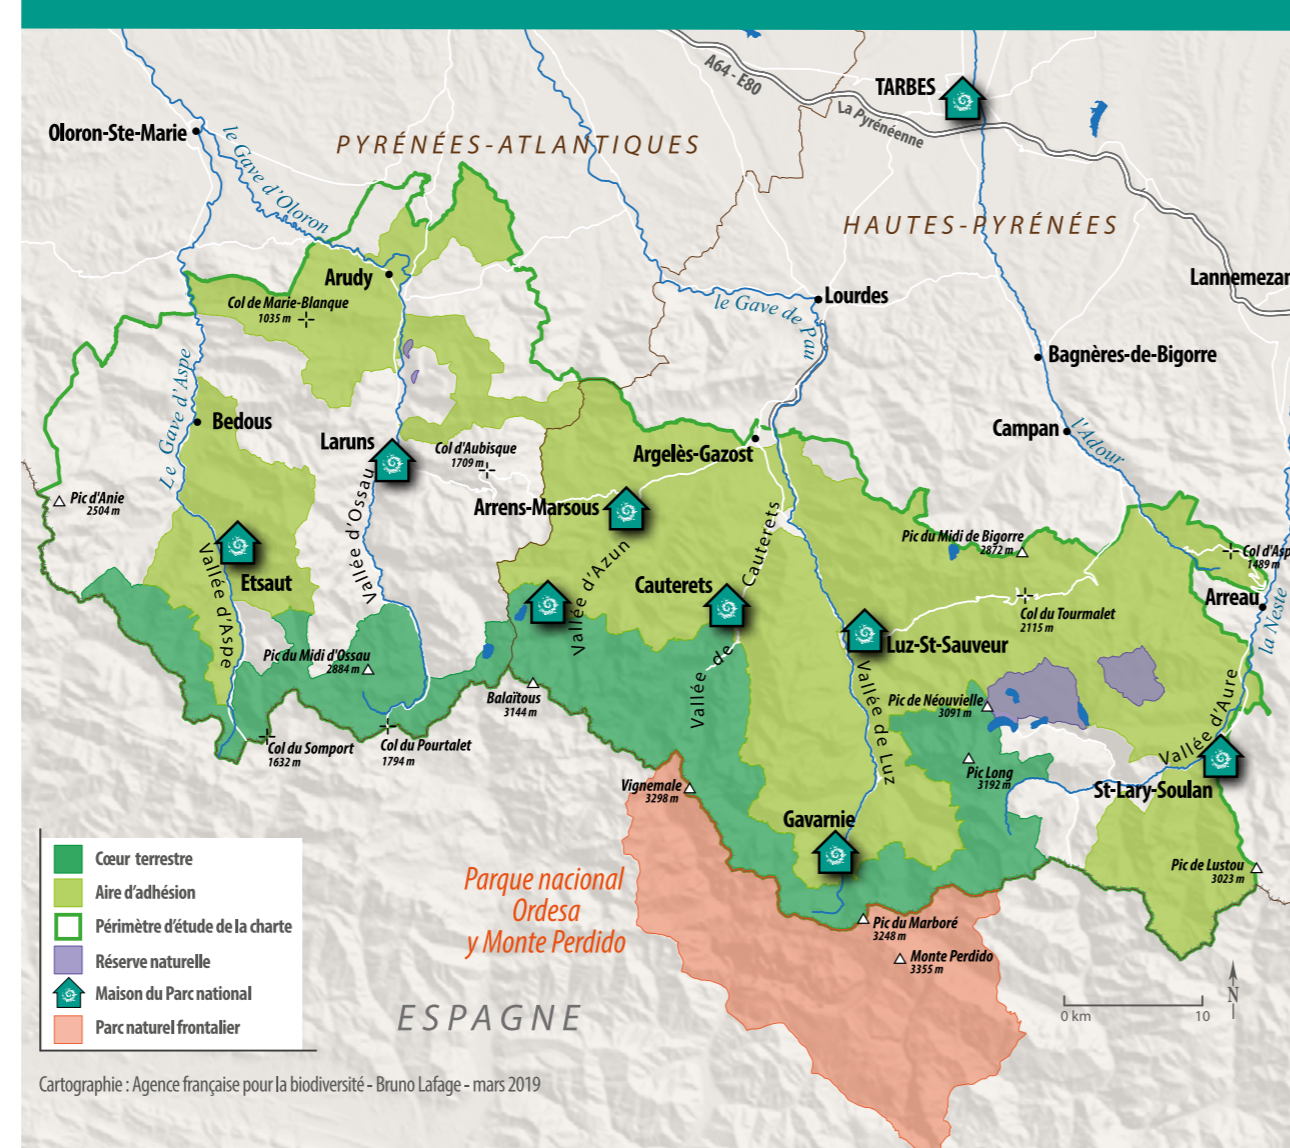 A64 - E80
TARBES
La Pyrénéenne
Oloron-Ste-Marie
le Gave d'Oloron
PYRÉNÉES-ATLANTIQUES
HAUTES-PYRÉNÉES
Lannemezan
Arudy
Col de Marie-Blanque
1035 m
le Gave de Pau
Lourdes
Bagnères-de-Bigorre
Le Gave d'Aspe
Bedous
Laruns
Col d'Aubisque
1709 m
Argelès-Gazost
Campan
l'Adour
Pic d'Anie
2504 m
Arrens-Marsous
Vallée d'Ossau
Vallée d'Azun
Vallée de Cauterets
Cauterets
Pic du Midi de Bigorre
2872 m
Col d'Asp
1489 m
Etsaut
Vallée d'Aspe
Arreau
la Neste
Col du Tourmalet
2115 m
Luz-St-Sauveur
Vallée de Luz
Pic du Midi d'Ossau
2884 m
Balaïtous
3144 m
Pic de Néouvielle
3091 m
Vallée d'Aure
Col du Somport
1632 m
Col du Pourtalet
1794 m
Pic Long
3192 m
St-Lary-Soulan
Vignemale
3298 m
Gavarnie
Pic de Lustou
3023 m
Parque nacional
Ordesa
y Monte Perdido
Pic du Marboré
3248 m
Monte Perdido
3355 m
ESPAGNE
N
0 km 10
Cœur terrestre
Aire d'adhésion
Périmètre d'étude de la charte
Réserve naturelle
Maison du Parc national
Parc naturel frontalier
Cartographie : Agence française pour la biodiversité - Bruno Lafage - mars 2019